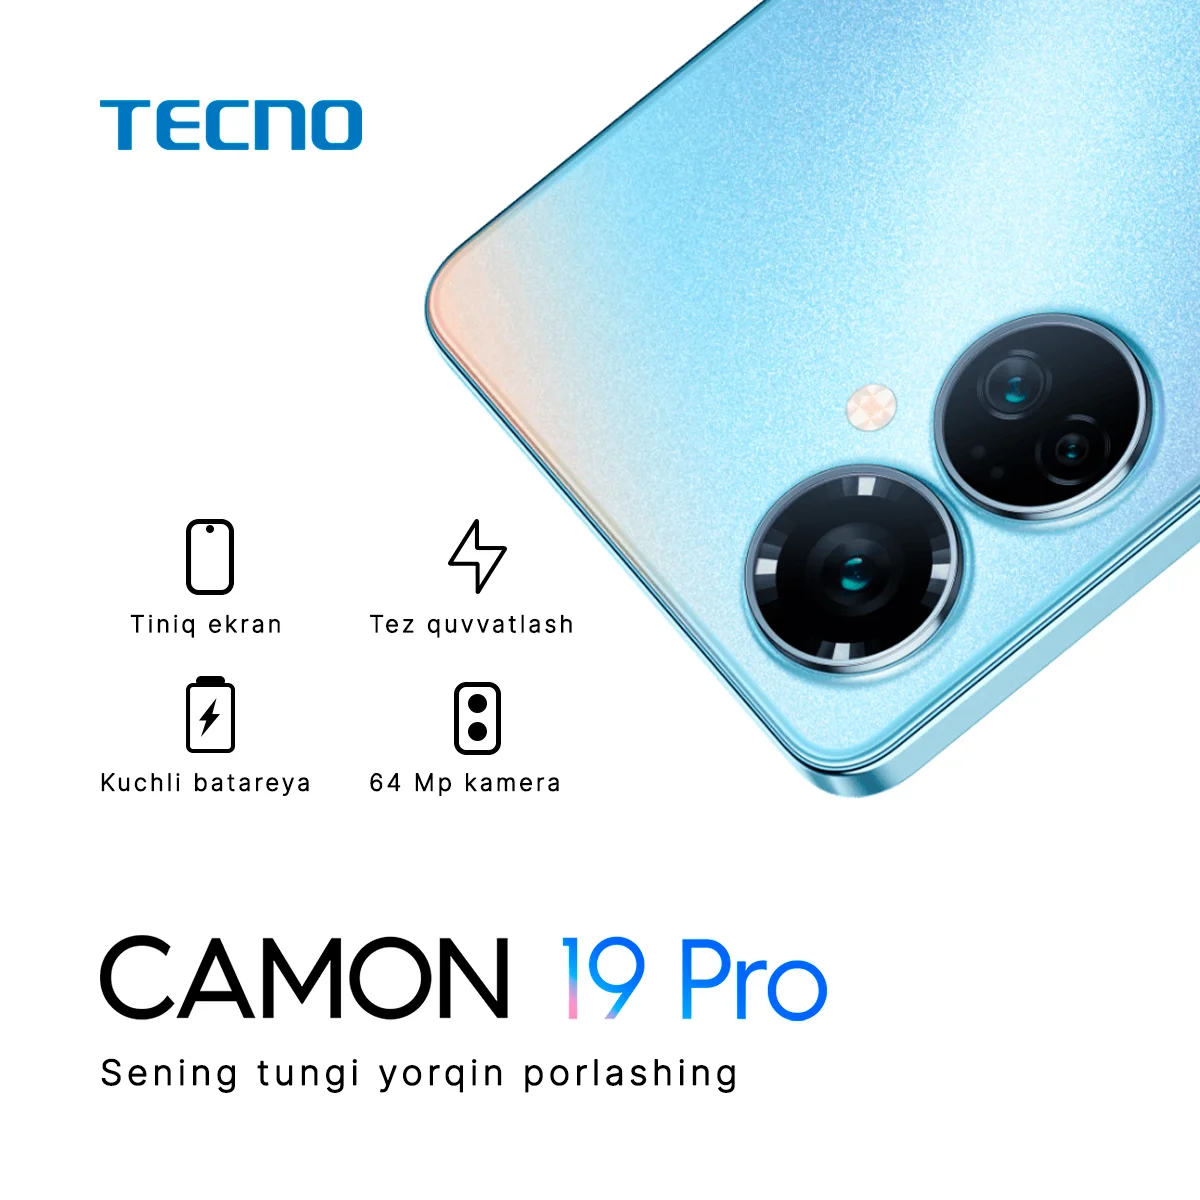 TECNO
Tiniq ekran
Tez quvvatlash
Kuchli batareya
64 Mp kamera
CAMON 19 Pro
Sening tungi yorqin porlashing